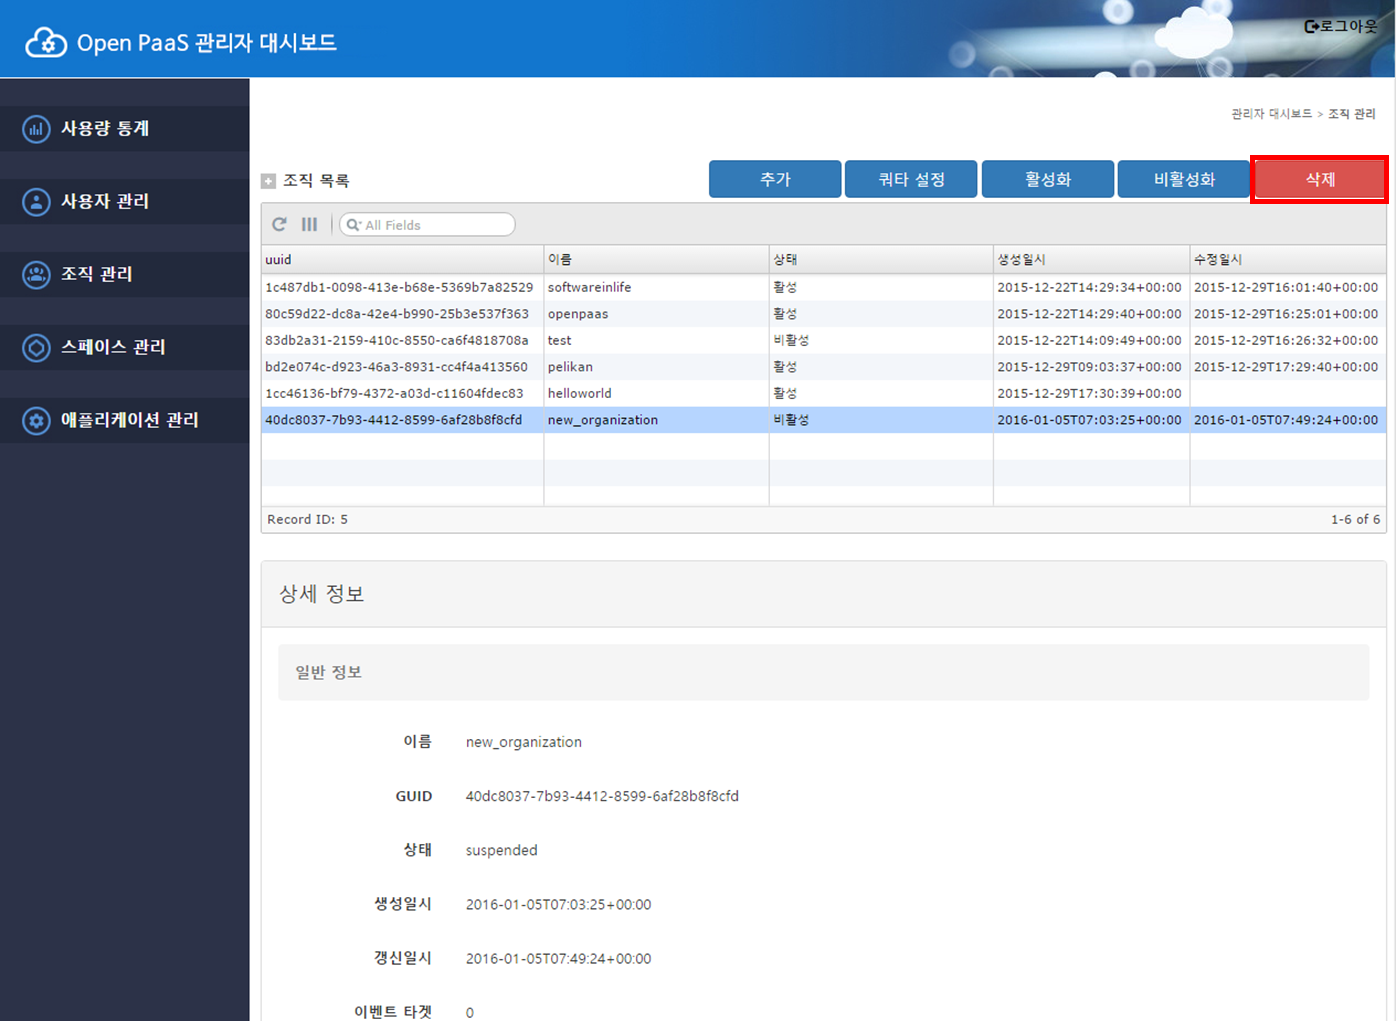 Open PaaS 관리자 대시보드
로그아웃
사용량 통계
사용자 관리
조직 관리
스페이스 관리
애플리케이션 관리
관리자 대시보드 > 조직 관리
조직 목록
추가 쿼타 설정 활성화 비활성화 삭제
All Fields
uuid 이름 상태 생성일시 수정일시
1c487db1-0098-413e-b68e-5369b7a82529 softwareinlife 활성 2015-12-22T14:29:34+00:00 2015-12-29T16:01:40+00:00
80c59d22-dc8a-42e4-b990-25b3e537f363 openpaas 활성 2015-12-22T14:29:40+00:00 2015-12-29T16:25:01+00:00
83db2a31-2159-410c-8550-ca6f4818708a test 비활성 2015-12-22T14:09:49+00:00 2015-12-29T16:26:32+00:00
bd2e074c-d923-46a3-8931-cc4f4a413560 pelikan 활성 2015-12-29T09:03:37+00:00 2015-12-29T17:29:40+00:00
1cc46136-bf79-4372-a03d-c11604fdec83 helloworld 활성 2015-12-29T17:30:39+00:00
40dc8037-7b93-4412-8599-6af28b8f8cfd new_organization 비활성 2016-01-05T07:03:25+00:00 2016-01-05T07:49:24+00:00
Record ID: 5 1-6 of 6
상세 정보
일반 정보
이름 new_organization
GUID 40dc8037-7b93-4412-8599-6af28b8f8cfd
상태 suspended
생성일시 2016-01-05T07:03:25+00:00
갱신일시 2016-01-05T07:49:24+00:00
이벤트 타겟 0